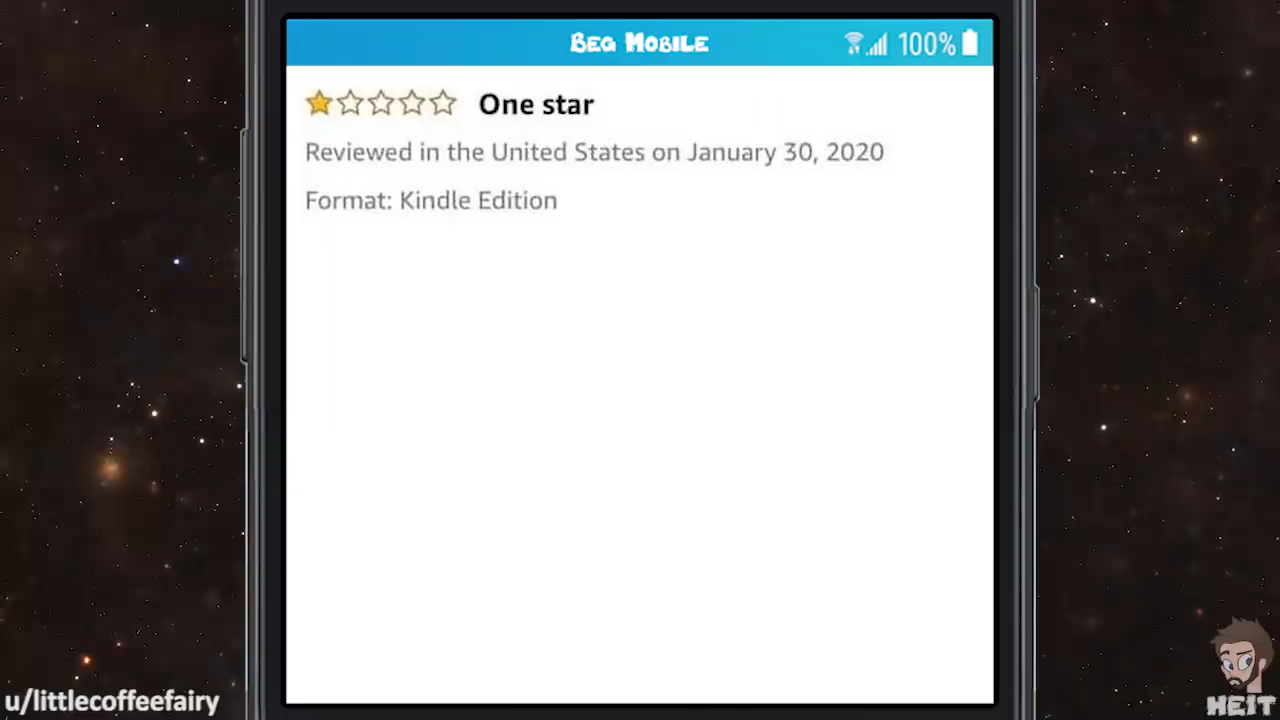 Beg Mobile
100%
One star
Reviewed in the United States on January 30, 2020
Format: Kindle Edition
u/littlecoffeefairy
HEIT